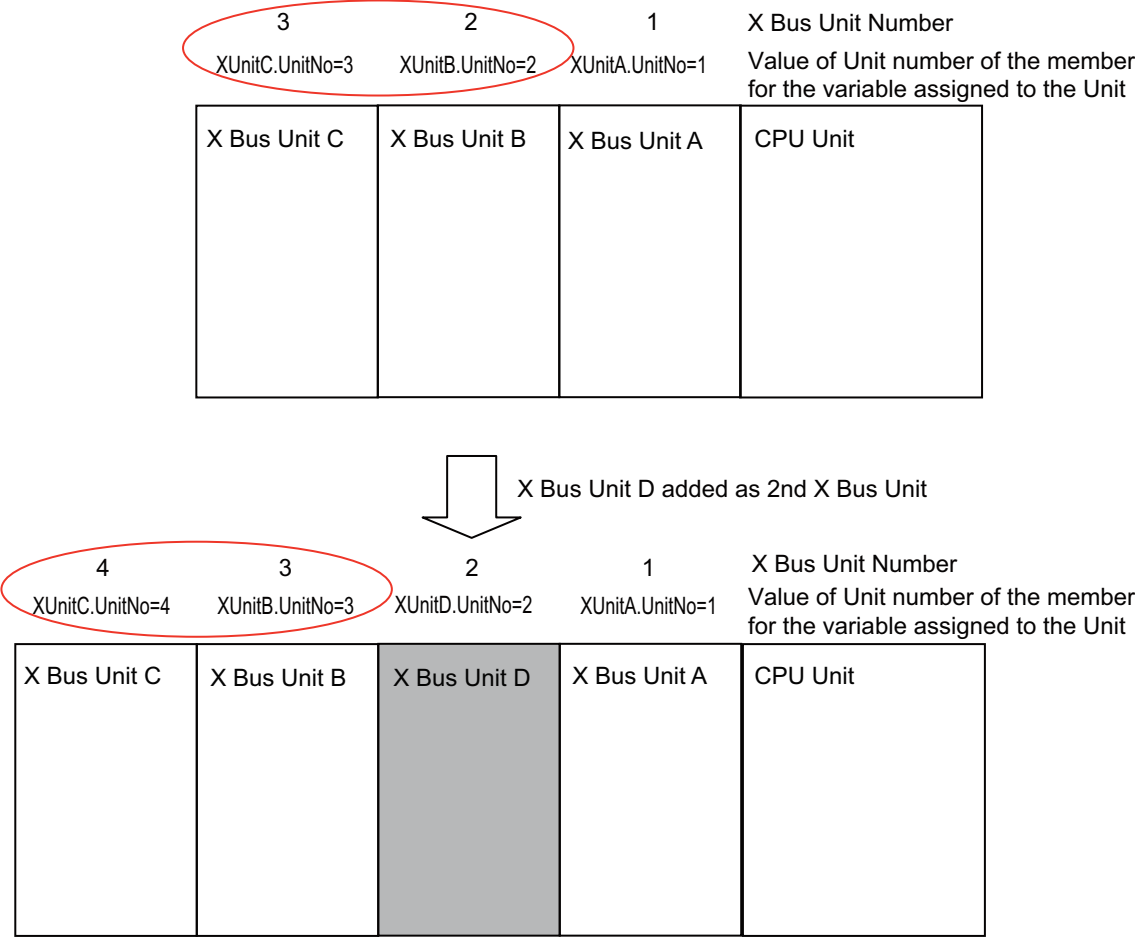 3 2 1 X Bus Unit Number
XUnitC.UnitNo=3 XUnitB.UnitNo=2 XUnitA.UnitNo=1 Value of Unit number of the member
for the variable assigned to the Unit
X Bus Unit C X Bus Unit B X Bus Unit A CPU Unit
X Bus Unit D added as 2nd X Bus Unit
4 3 2 1 X Bus Unit Number
XUnitC.UnitNo=4 XUnitB.UnitNo=3 XUnitD.UnitNo=2 XUnitA.UnitNo=1 Value of Unit number of the member
for the variable assigned to the Unit
X Bus Unit C X Bus Unit B X Bus Unit D X Bus Unit A CPU Unit